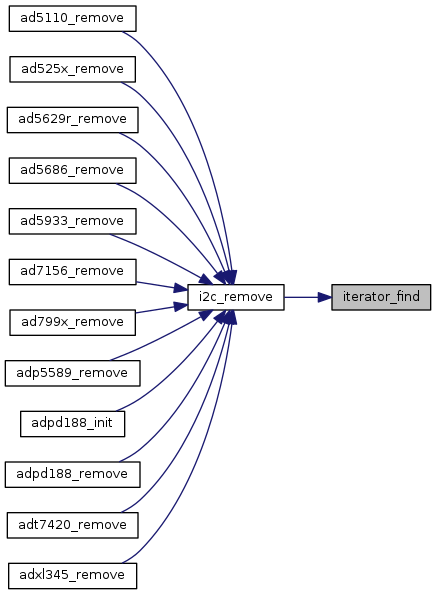 ad5110_remove
ad525x_remove
ad5629r_remove
ad5686_remove
ad5933_remove
ad7156_remove
i2c_remove
iterator_find
ad799x_remove
adp5589_remove
adpd188_init
adpd188_remove
adt7420_remove
adxl345_remove